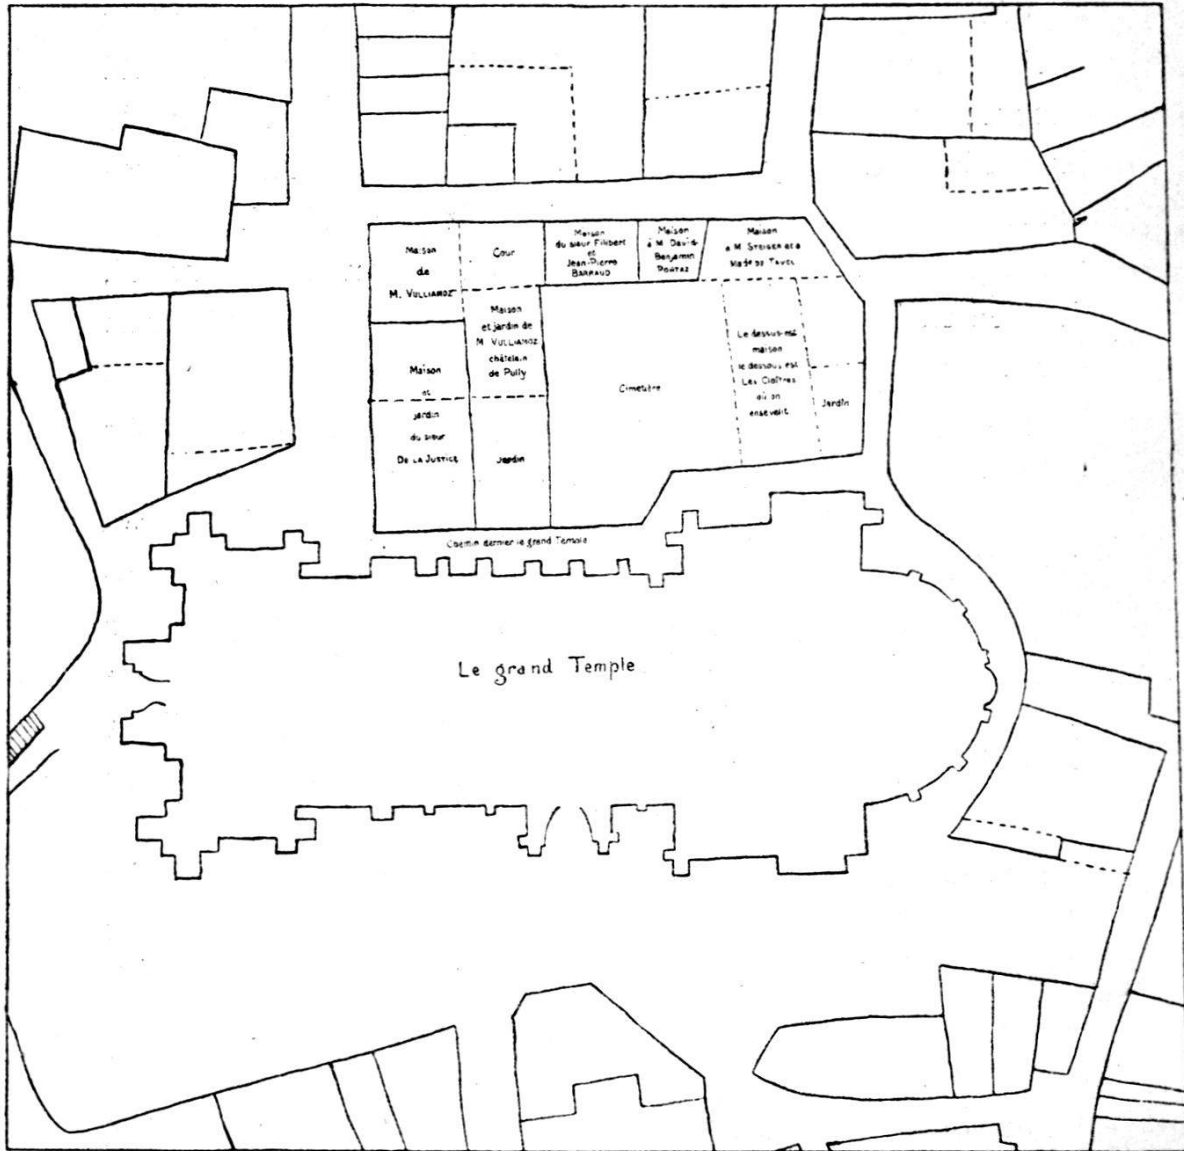 Maison
de
M. VULLIAMOZ
Cour
Maison
du sieur Filibert
et
Jean-Pierre
BARRAUD
Maison
à M. David-
Benjamin
PORTAZ
Maison
à M. STEIGER et à
Made DE TAVEL
Maison
et jardin de
M. VULLIAMOZ
châtelain
de Pully
Maison
et
jardin
du sieur
DE LA JUSTICE
Jardin
Cimetière
Le dessus est
maison
le dessous est
Les Cloîtres
où on
ensevelit
Jardin
Chemin derrier le grand Temple
Le grand Temple